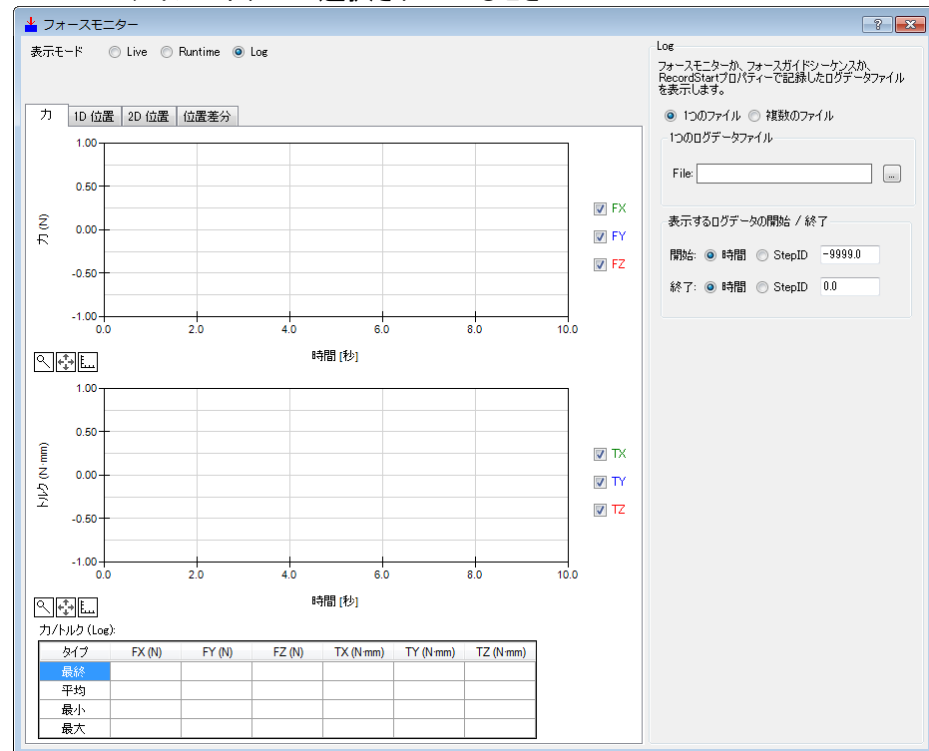 フォースモニター
表示モード Live Runtime Log
力 1D 位置 2D 位置 位置差分
1.00
0.50
0.00
-0.50
-1.00
力 (N)
0.0 2.0 4.0 6.0 8.0 10.0
時間 [秒]
FX
FY
FZ
1.00
0.50
0.00
-0.50
-1.00
トルク (N·mm)
0.0 2.0 4.0 6.0 8.0 10.0
時間 [秒]
TX
TY
TZ
力/トルク (Log):
タイプ FX (N) FY (N) FZ (N) TX (N·mm) TY (N·mm) TZ (N·mm)
最終
平均
最小
最大
Log
フォースモニターか、フォースガイドシーケンスか、
RecordStartプロパティーで記録したログデータファイル
を表示します。
1つのファイル 複数のファイル
1つのログデータファイル
File: ...
表示するログデータの開始 / 終了
開始: 時間 StepID -9999.0
終了: 時間 StepID 0.0